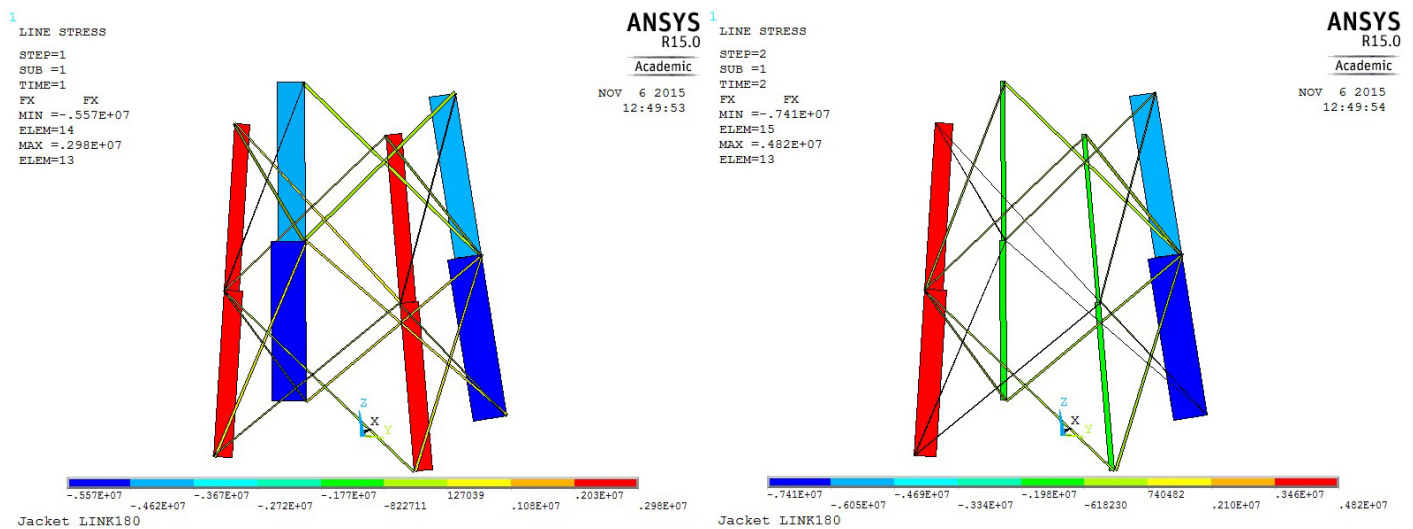 1
LINE STRESS
STEP=1
SUB =1
TIME=1
FX FX
MIN =-.557E+07
ELEM=14
MAX =.298E+07
ELEM=13
ANSYS
R15.0
Academic
NOV 6 2015
12:49:53
Z
X
Y
-.557E+07 -.367E+07 -.177E+07 127039 .203E+07
-.462E+07 -.272E+07 -822711 .108E+07 .298E+07
Jacket LINK180
1
LINE STRESS
STEP=2
SUB =1
TIME=2
FX FX
MIN =-.741E+07
ELEM=15
MAX =.482E+07
ELEM=13
ANSYS
R15.0
Academic
NOV 6 2015
12:49:54
Z
X
Y
-.741E+07 -.469E+07 -.198E+07 740482 .346E+07
-.605E+07 -.334E+07 -618230 .210E+07 .482E+07
Jacket LINK180